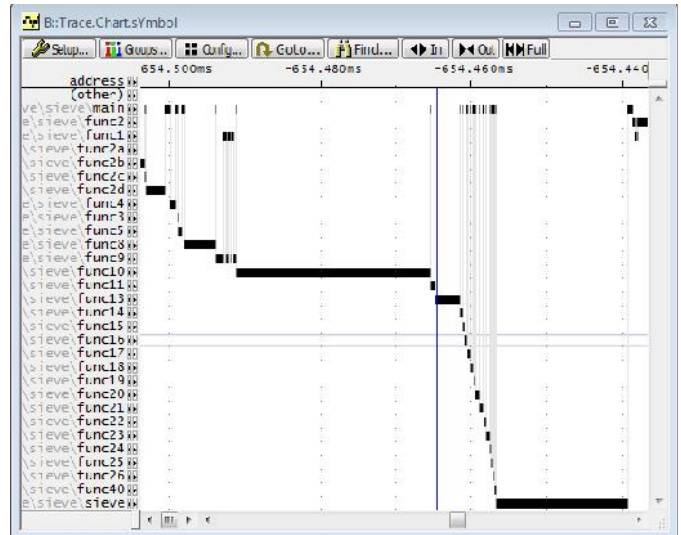 B::Trace.Chart.sYmbol
Setup... Groups.. Config... Goto... Find... In Out Full
654.500ms -654.480ms -654.460ms -654.440
address
(other)
ve\sieve\main
e\sieve\func2
e\sieve\func1
\sieve\func2a
\sieve\func2b
\sieve\func2c
\sieve\func2d
e\sieve\func4
e\sieve\func3
e\sieve\func5
e\sieve\func8
e\sieve\func9
\sieve\func10
\sieve\func11
\sieve\func13
\sieve\func14
\sieve\func15
\sieve\func16
\sieve\func17
\sieve\func18
\sieve\func19
\sieve\func20
\sieve\func21
\sieve\func22
\sieve\func23
\sieve\func24
\sieve\func25
\sieve\func26
\sieve\func40
e\sieve\sieve